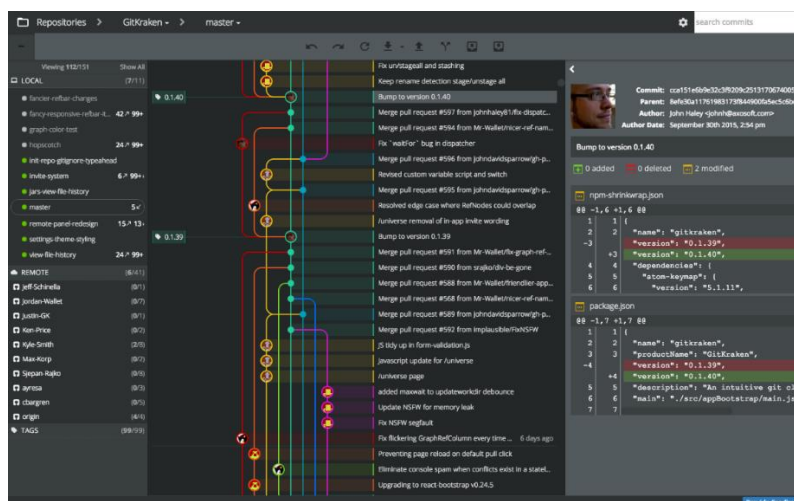 Repositories > GitKraken > master
search commits
Viewing 112/151 Show All
LOCAL (7/11)
fancier-refbar-changes
fancy-responsive-refbar-it... 42 99+
graph-color-test
hopscotch 24 99+
init-repo-gitignore-typeahead
invite-system 6 99+
jars-view-file-history
master 5
remote-panel-redesign 15 13
settings-theme-styling
view-file-history 24 99+
REMOTE (6/41)
Jeff-Schinella (0/1)
Jordan-Wallet (0/7)
Justin-GK (0/1)
Ken-Price (0/2)
Kyle-Smith (2/8)
Max-Korp (0/7)
Stjepan-Rajko (0/8)
ayresa (0/3)
cbargren (0/5)
origin (4/4)
TAGS (99/99)
0.1.40
0.1.39
Fix un/stageall and stashing
Keep rename detection stage/unstage all
Bump to version 0.1.40
Merge pull request #597 from johnhaley81/fix-dispatc...
Merge pull request #594 from Mr-Wallet/nicer-ref-nam...
Fix `waitFor` bug in dispatcher
Merge pull request #596 from johndavidsparrow/gh-p...
Revised custom variable script and switch
Merge pull request #595 from johndavidsparrow/gh-p...
Resolved edge case where RefNodes could overlap
/universe removal of in-app invite wording
Bump to version 0.1.39
Merge pull request #591 from Mr-Wallet/fix-graph-ref-...
Merge pull request #590 from srajko/div-be-gone
Merge pull request #588 from Mr-Wallet/friendlier-app...
Merge pull request #568 from Mr-Wallet/nicer-ref-nam...
Merge pull request #589 from johndavidsparrow/gh-p...
Merge pull request #592 from implausible/FixNSFW
JS tidy up in form-validation.js
Javascript update for /universe
/universe page
added maxwait to updateworkdir debounce
Update NSFW for memory leak
Fix NSFW segfault
Fix flickering GraphRefColumn every time ... 6 days ago
Preventing page reload on default pull click
Eliminate console spam when conflicts exist in a statel...
Upgrading to react-bootstrap v0.24.5
Commit:
Parent:
Author: John Haley <johnh@axosoft.com>
Author Date: September 30th 2015, 2:54 pm
Bump to version 0.1.40
0 added 0 deleted 2 modified
npm-shrinkwrap.json
@@ -1,6 +1,6 @@
1 1 {
2 2 "name": "gitkraken",
-3 "version": "0.1.39",
+3 "version": "0.1.40",
4 4 "dependencies": {
5 5 "atom-keymap": {
6 6 "version": "5.1.11",
package.json
@@ -1,7 +1,7 @@
1 1 {
2 2 "name": "gitkraken",
3 3 "productName": "GitKraken",
-4 "version": "0.1.39",
+4 "version": "0.1.40",
5 5 "description": "An intuitive git cl
6 6 "main": "./src/appBootstrap/main.js
7 7